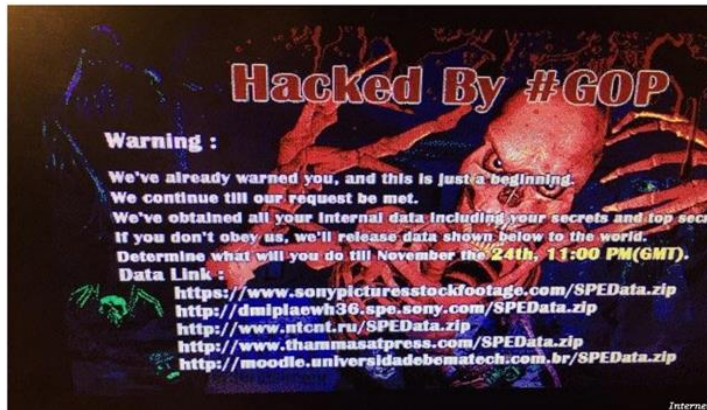 Hacked By #GOP
Warning :
We've already warned you, and this is just a beginning.
We continue till our request be met.
We've obtained all your internal data including your secrets and top secr
If you don't obey us, we'll release data shown below to the world.
Determine what will you do till November the 24th, 11:00 PM(GMT).
Data Link :
https://www.sonypicturesstockfootage.com/SPEData.zip
http://dmiplaewh36.spe.sony.com/SPEData.zip
http://www.ntcnt.ru/SPEData.zip
http://www.thammasatpress.com/SPEData.zip
http://moodle.universidadebematech.com.br/SPEData.zip
Interne